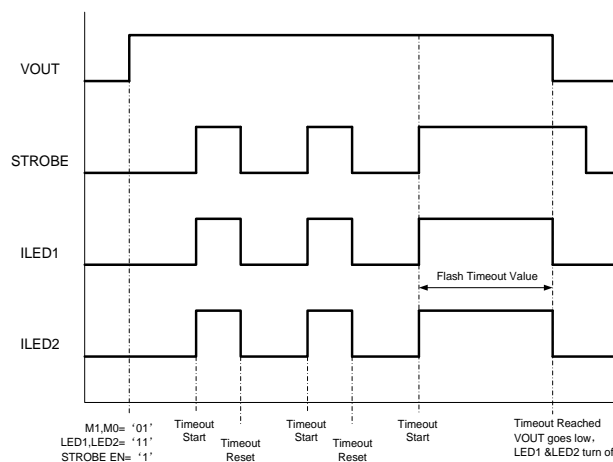 VOUT
STROBE
ILED1
Flash Timeout Value
ILED2
M1,M0= ‘01’
LED1,LED2= ‘11’
STROBE EN= ‘1’
Timeout
Start
Timeout
Reset
Timeout
Start
Timeout
Reset
Timeout
Start
Timeout Reached
VOUT goes low,
LED1 &LED2 turn of